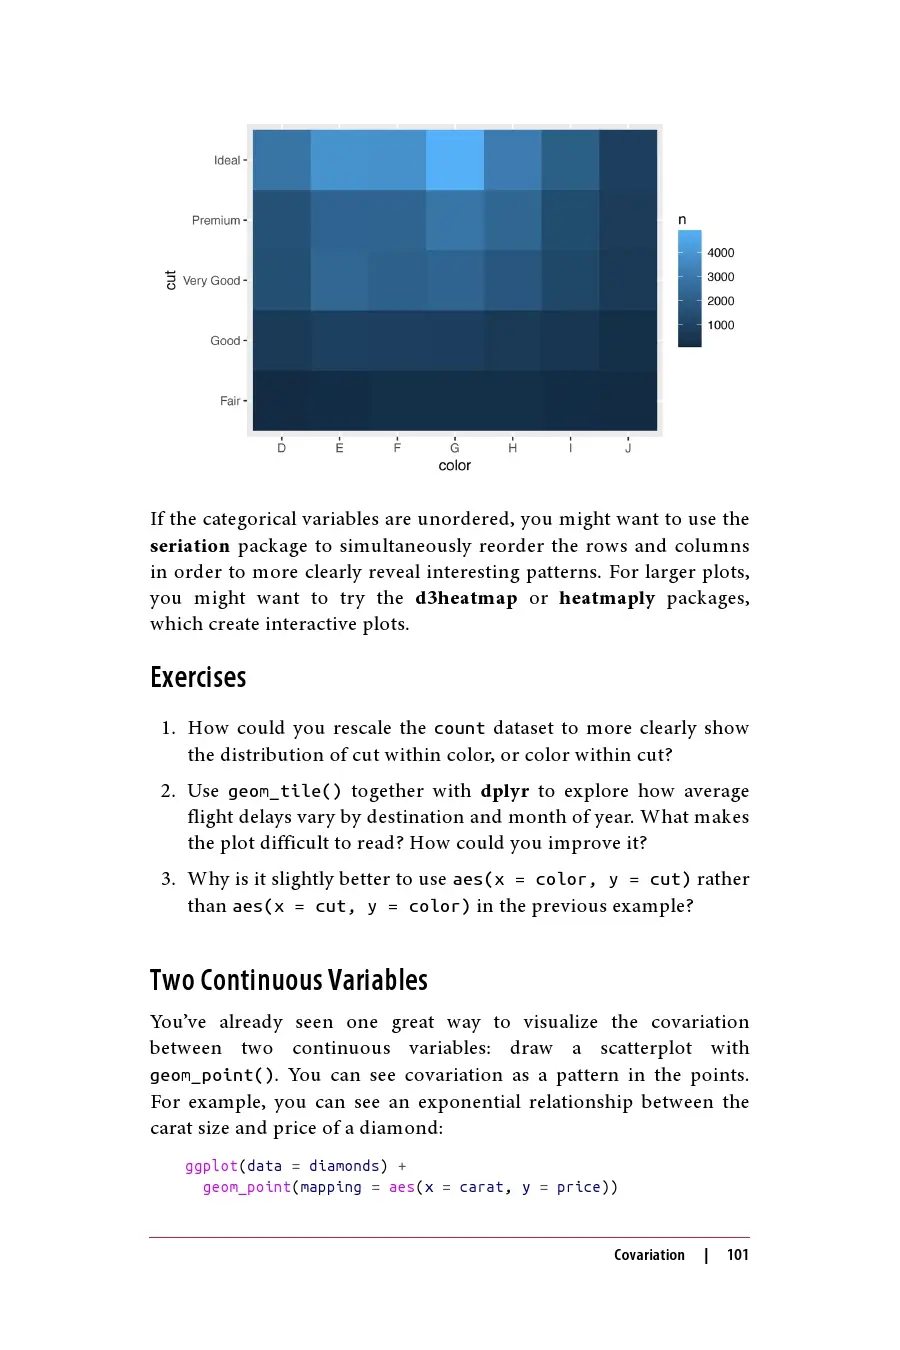 Ideal
Premium
Very Good
Good
Fair
cut
D E F G H I J
color
n
4000
3000
2000
1000
If the categorical variables are unordered, you might want to use the
seriation package to simultaneously reorder the rows and columns
in order to more clearly reveal interesting patterns. For larger plots,
you might want to try the d3heatmap or heatmaply packages,
which create interactive plots.
Exercises
1. How could you rescale the count dataset to more clearly show
the distribution of cut within color, or color within cut?
2. Use geom_tile() together with dplyr to explore how average
flight delays vary by destination and month of year. What makes
the plot difficult to read? How could you improve it?
3. Why is it slightly better to use aes(x = color, y = cut) rather
than aes(x = cut, y = color) in the previous example?
Two Continuous Variables
You’ve already seen one great way to visualize the covariation
between two continuous variables: draw a scatterplot with
geom_point(). You can see covariation as a pattern in the points.
For example, you can see an exponential relationship between the
carat size and price of a diamond:
ggplot(data = diamonds) +
geom_point(mapping = aes(x = carat, y = price))
Covariation | 101